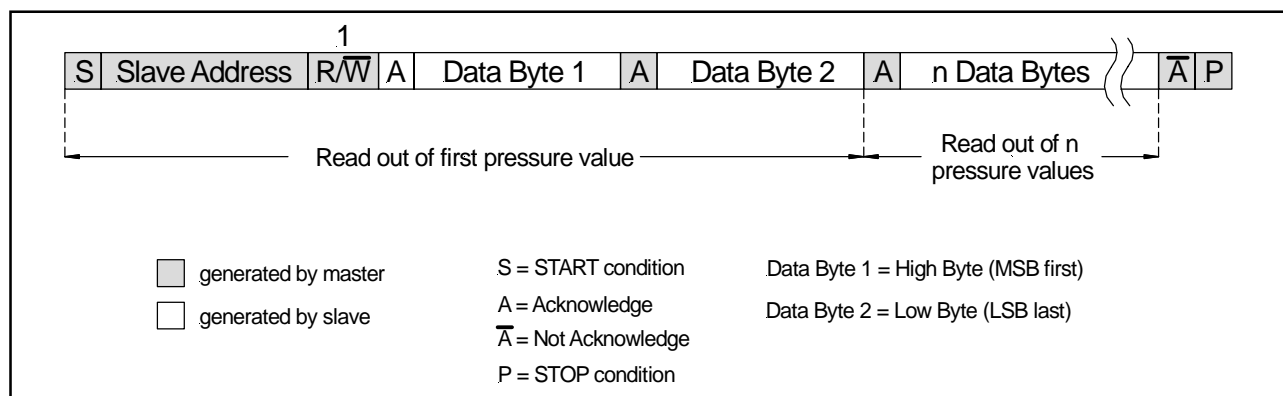 1
S Slave Address R/W̅ A Data Byte 1 A Data Byte 2 A n Data Bytes A̅ P
Read out of first pressure value
Read out of n
pressure values
generated by master
generated by slave
S = START condition
A = Acknowledge
A̅ = Not Acknowledge
P = STOP condition
Data Byte 1 = High Byte (MSB first)
Data Byte 2 = Low Byte (LSB last)